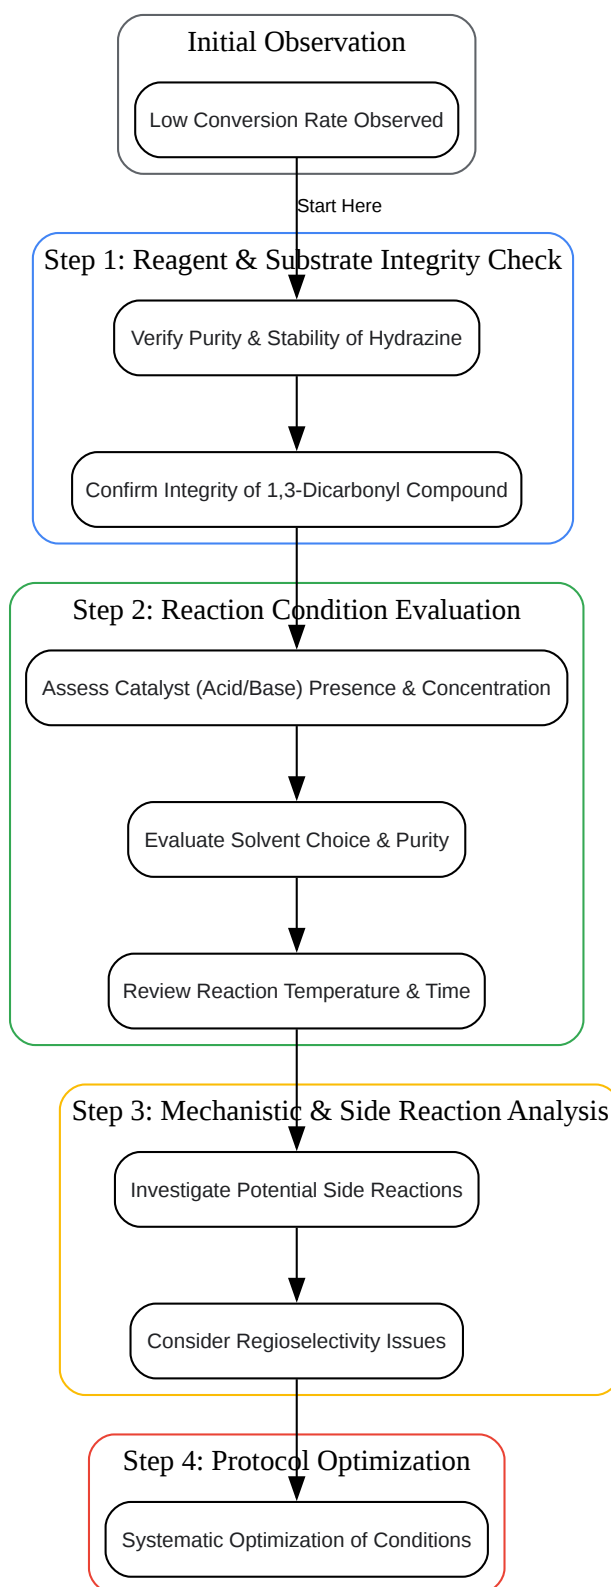 Initial Observation
Low Conversion Rate Observed
Start Here
Step 1: Reagent & Substrate Integrity Check
Verify Purity & Stability of Hydrazine
Confirm Integrity of 1,3-Dicarbonyl Compound
Step 2: Reaction Condition Evaluation
Assess Catalyst (Acid/Base) Presence & Concentration
Evaluate Solvent Choice & Purity
Review Reaction Temperature & Time
Step 3: Mechanistic & Side Reaction Analysis
Investigate Potential Side Reactions
Consider Regioselectivity Issues
Step 4: Protocol Optimization
Systematic Optimization of Conditions